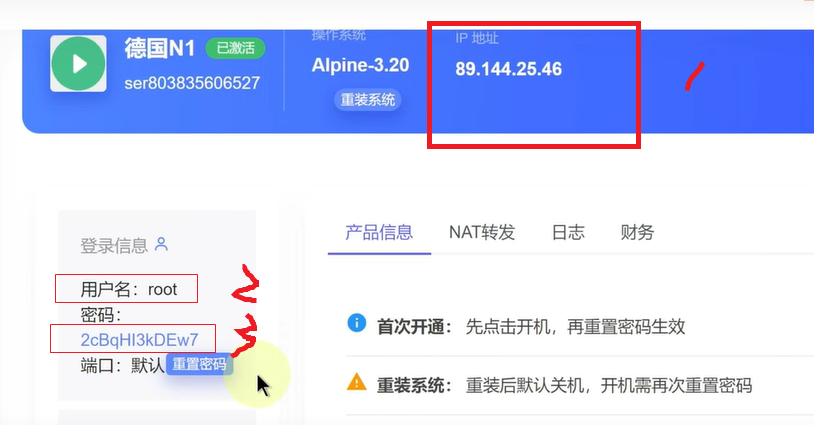 德国N1 已激活
ser803835606527
操作系统
Alpine-3.20
重装系统
IP 地址
89.144.25.46
1
登录信息
用户名：root
2
密码：
2cBqHI3kDEw7
3
端口：默认 重置密码
产品信息 NAT转发 日志 财务
首次开通： 先点击开机，再重置密码生效
重装系统： 重装后默认关机，开机需再次重置密码